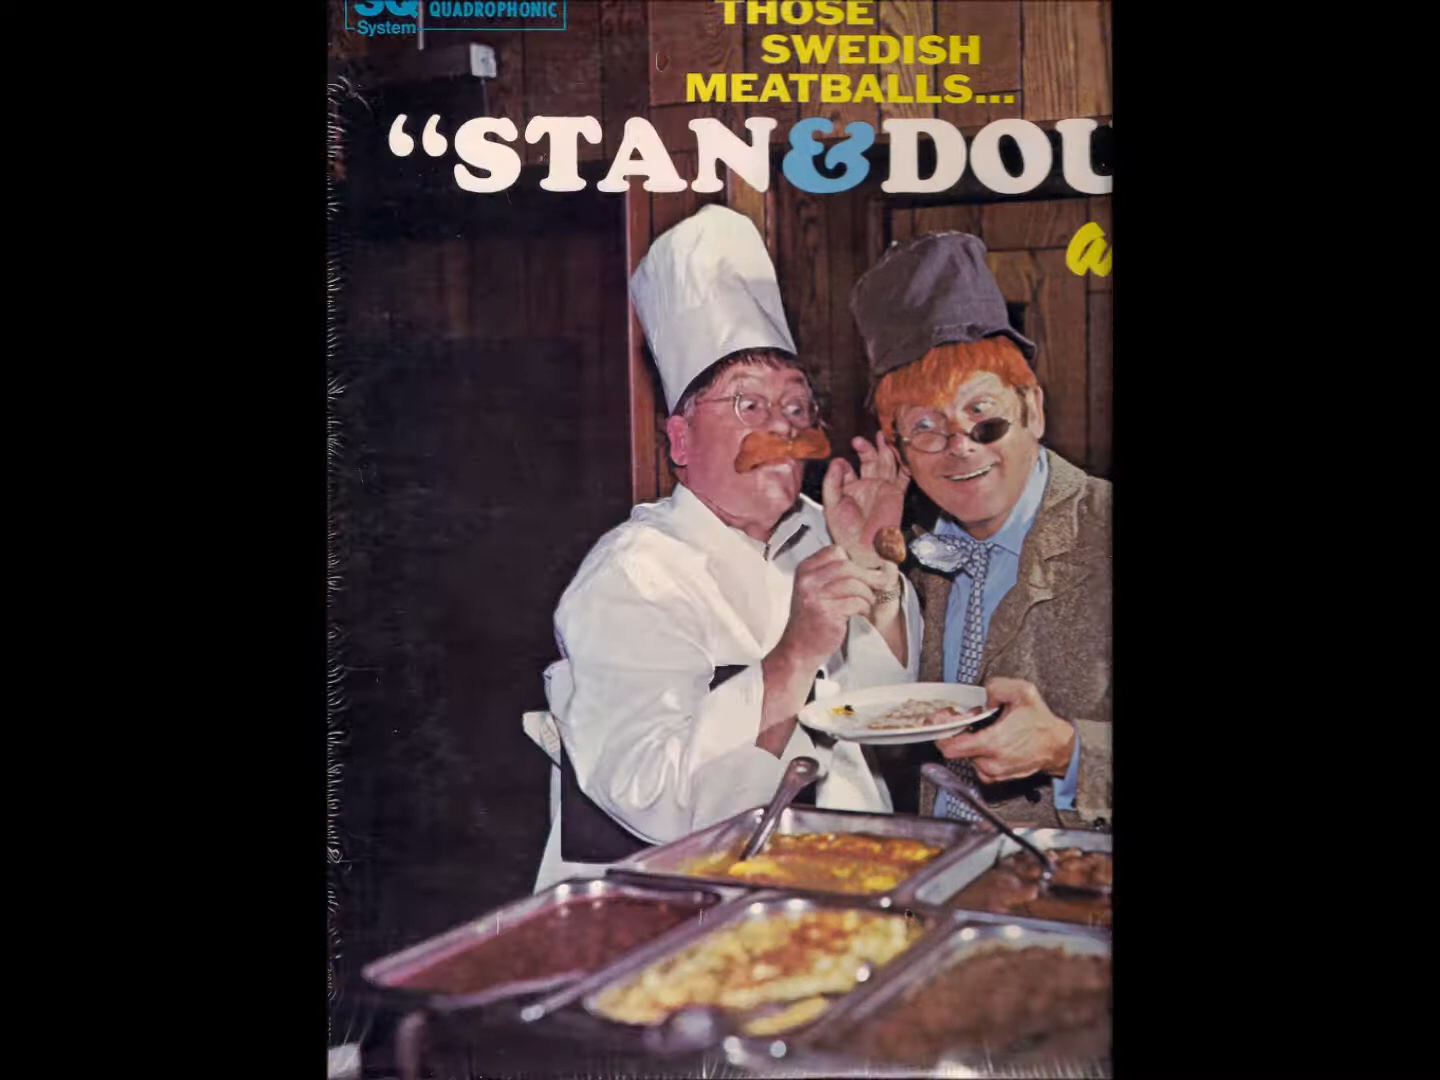 SQ QUADROPHONIC
System
THOSE
SWEDISH
MEATBALLS...
“STAN & DOU
a